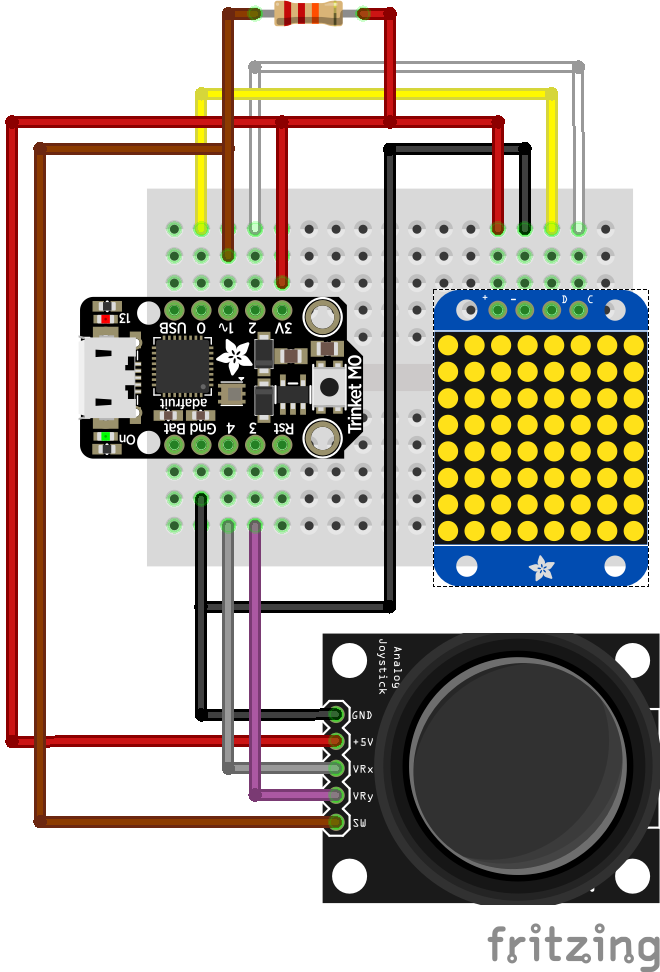 + - D C
13 USB 0 1~ 2 3V
adafruit
Trinket M0
On Bat Gnd 4 3 Rst
Analog
Joystick
GND
+5V
VRx
VRy
SW
fritzing